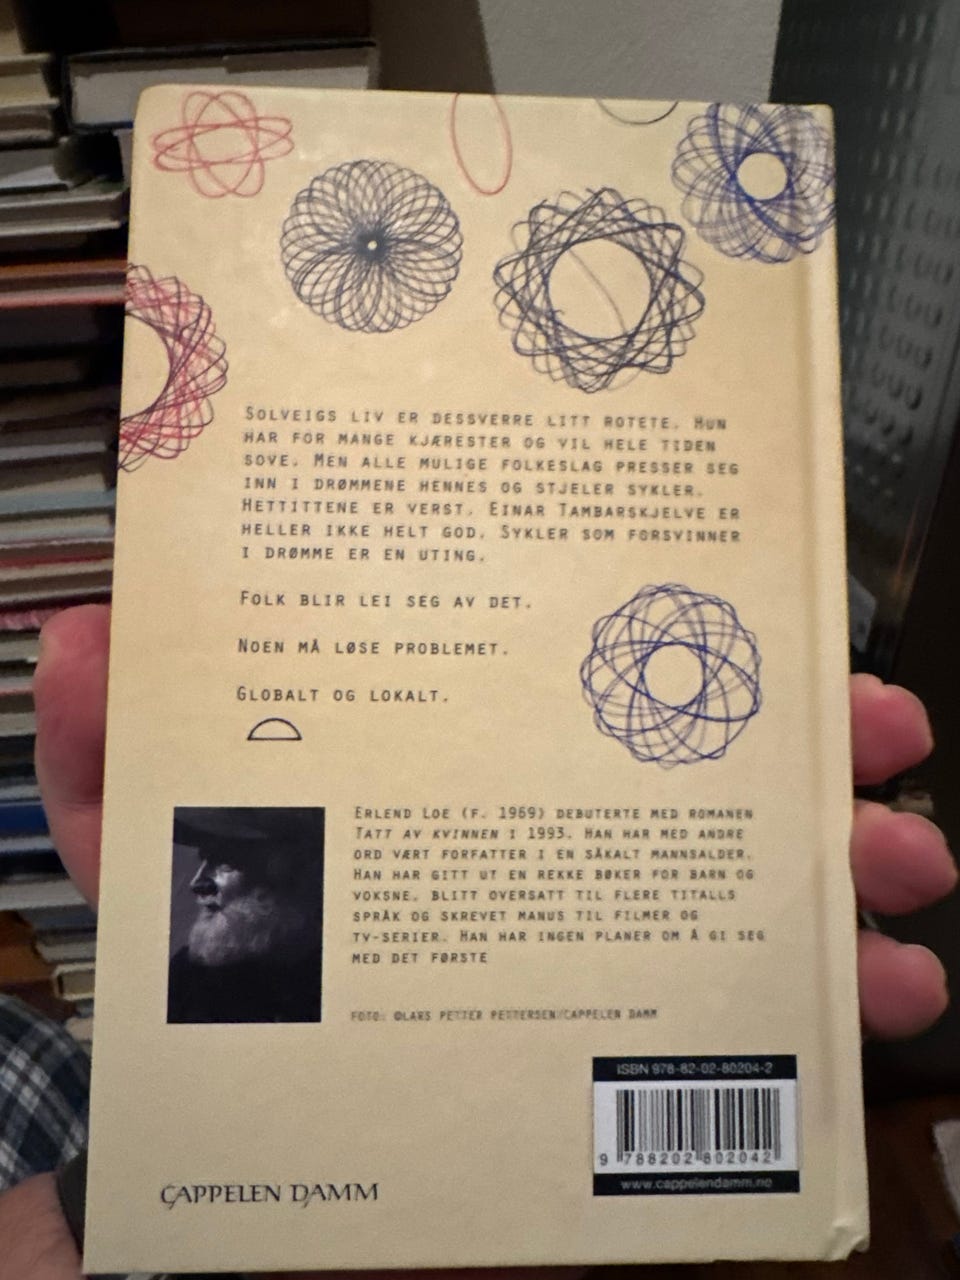 Solveigs liv er dessverre litt rotete. Hun
har for mange kjærester og vil hele tiden
sove. Men alle mulige folkeslag presser seg
inn i drømmene hennes og stjeler sykler.
Hettittene er verst. Einar Tambarskjelve er
heller ikke helt god. Sykler som forsvinner
i drømme er en uting.
Folk blir lei seg av det.
Noen må løse problemet.
Globalt og lokalt.
Erlend Loe (f. 1969) debuterte med romanen
Tatt av kvinnen i 1993. Han har med andre
ord vært forfatter i en såkalt mannsalder.
Han har gitt ut en rekke bøker for barn og
voksne, blitt oversatt til flere titalls
språk og skrevet manus til filmer og
tv-serier. Han har ingen planer om å gi seg
med det første
Foto: ©Lars Petter Pettersen/Cappelen Damm
ISBN 978-82-02-80204-2
9 788202 802042
www.cappelendamm.no
CAPPELEN DAMM